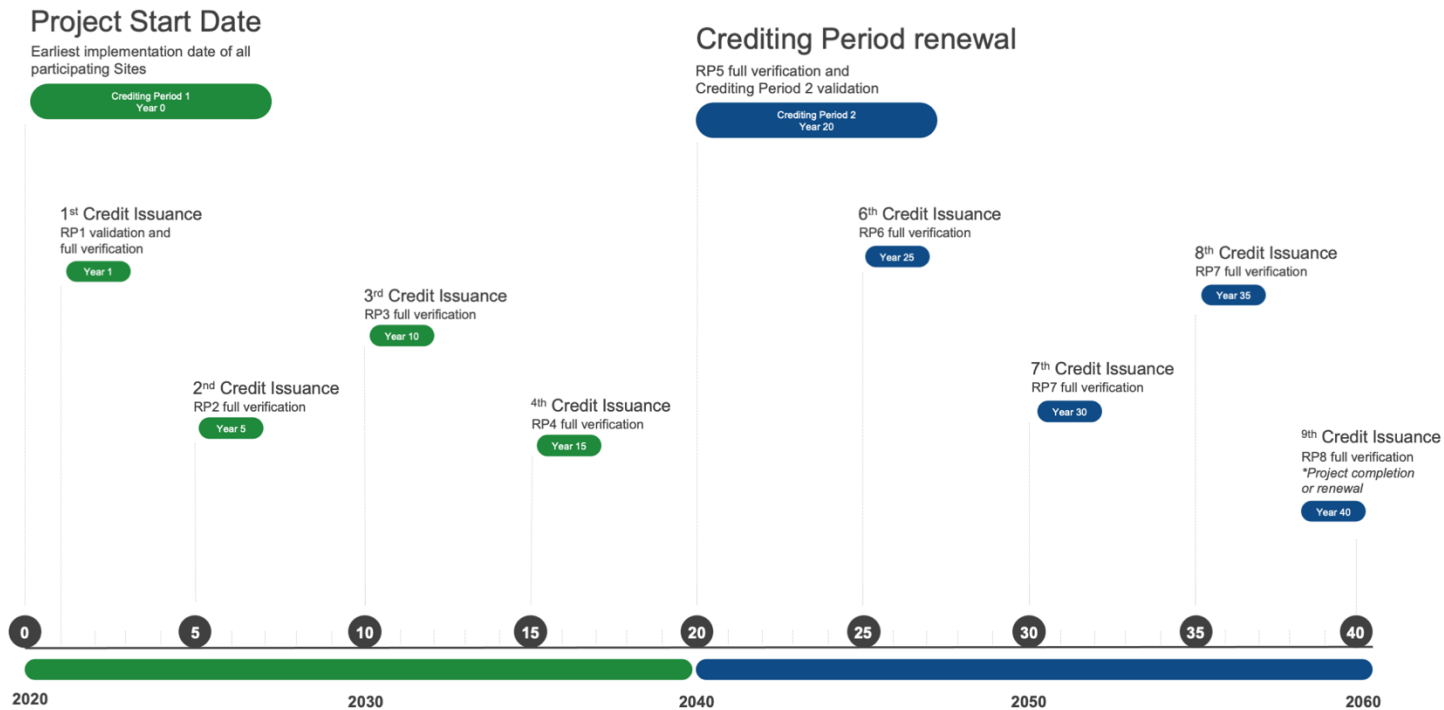 Project Start Date
Earliest implementation date of all
participating Sites
Crediting Period 1
Year 0
Crediting Period renewal
RP5 full verification and
Crediting Period 2 validation
Crediting Period 2
Year 20
1st Credit Issuance
RP1 validation and
full verification
Year 1
2nd Credit Issuance
RP2 full verification
Year 5
3rd Credit Issuance
RP3 full verification
Year 10
4th Credit Issuance
RP4 full verification
Year 15
6th Credit Issuance
RP6 full verification
Year 25
7th Credit Issuance
RP7 full verification
Year 30
8th Credit Issuance
RP7 full verification
Year 35
9th Credit Issuance
RP8 full verification
*Project completion
or renewal
Year 40
0 5 10 15 20 25 30 35 40
2020 2030 2040 2050 2060